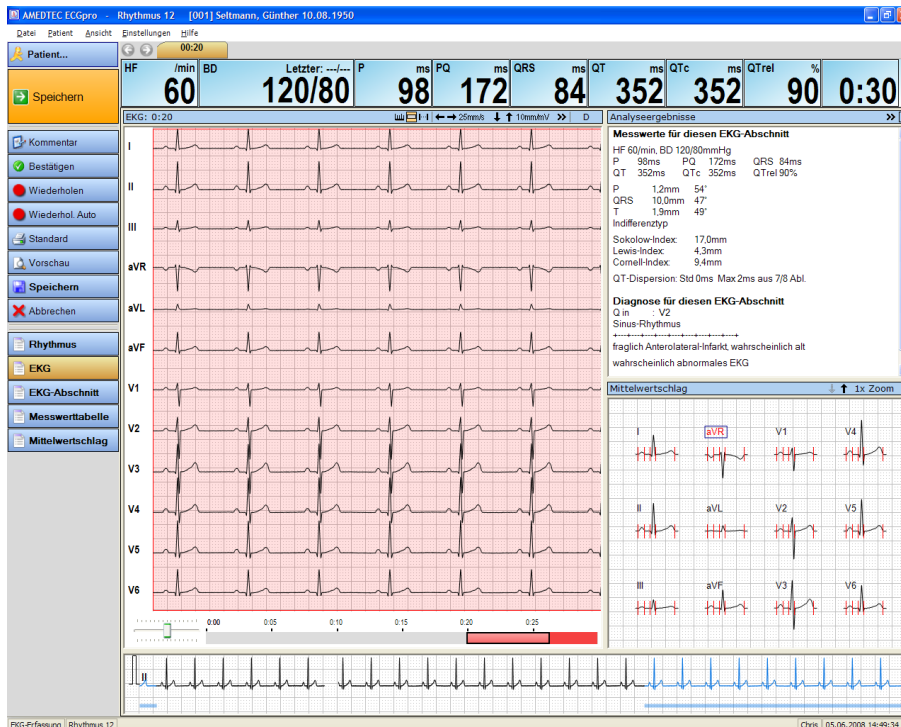 AMEDTEC ECGpro - Rhythmus 12 [001] Seltmann, Günther 10.08.1950
Datei Patient Ansicht Einstellungen Hilfe
Patient...
00:20
HF /min 60
BD Letzter: ---/--- 120/80
P ms 98
PQ ms 172
QRS ms 84
QT ms 352
QTc ms 352
QTrel % 90
0:30
Speichern
Kommentar
Bestätigen
Wiederholen
Wiederhol. Auto
Standard
Vorschau
Speichern
Abbrechen
Rhythmus
EKG
EKG-Abschnitt
Messwerttabelle
Mittelwertschlag
EKG: 0:20 25mm/s 10mm/mV >> D
I
II
III
aVR
aVL
aVF
V1
V2
V3
V4
V5
V6
0:00 0:05 0:10 0:15 0:20 0:25
Analyseergebnisse >>
Messwerte für diesen EKG-Abschnitt
HF 60/min, BD 120/80mmHg
P 98ms PQ 172ms QRS 84ms
QT 352ms QTc 352ms QTrel 90%
P 1,2mm 54°
QRS 10,0mm 47°
T 1,9mm 49°
Indifferenztyp
Sokolow-Index: 17,0mm
Lewis-Index: 4,3mm
Cornell-Index: 9,4mm
QT-Dispersion: Std 0ms Max 2ms aus 7/8 Abl.
Diagnose für diesen EKG-Abschnitt
Q in : V2
Sinus-Rhythmus
+---+---+---+---+---+---+---+---+
fraglich Anterolateral-Infarkt, wahrscheinlich alt
wahrscheinlich abnormales EKG
Mittelwertschlag 1x Zoom
I aVR V1 V4
II aVL V2 V5
III aVF V3 V6
II
EKG-Erfassung Rhythmus 12 Chris 05.06.2008 14:49:34